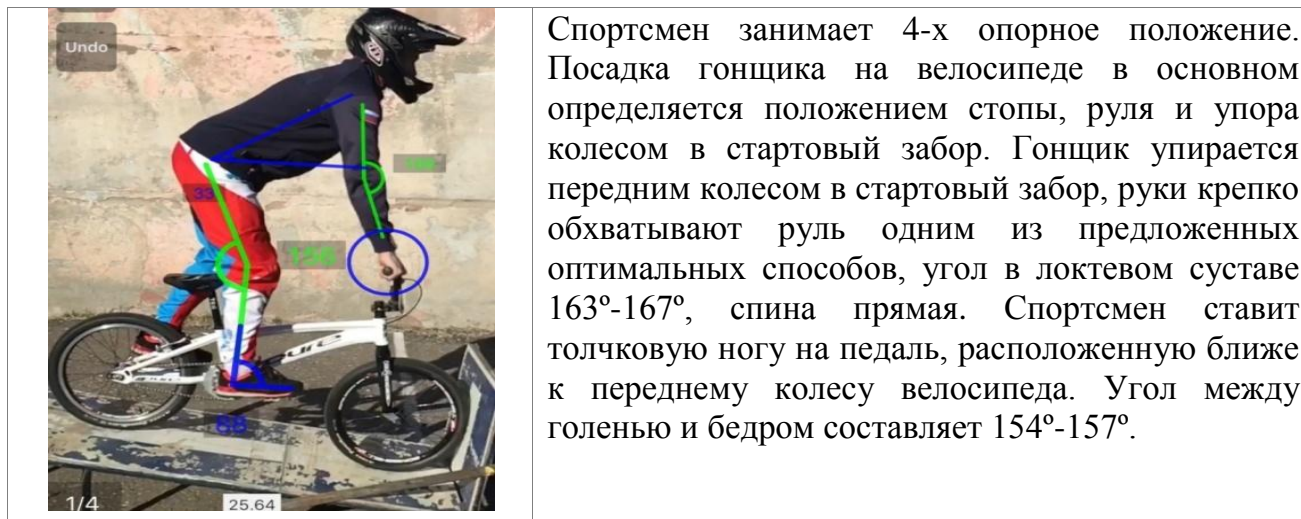 Undo
33
156
88
1/4
25.64
Спортсмен занимает 4-х опорное положение.
Посадка гонщика на велосипеде в основном
определяется положением стопы, руля и упора
колесом в стартовый забор. Гонщик упирается
передним колесом в стартовый забор, руки крепко
обхватывают руль одним из предложенных
оптимальных способов, угол в локтевом суставе
163º-167º, спина прямая. Спортсмен ставит
толчковую ногу на педаль, расположенную ближе
к переднему колесу велосипеда. Угол между
голенью и бедром составляет 154º-157º.